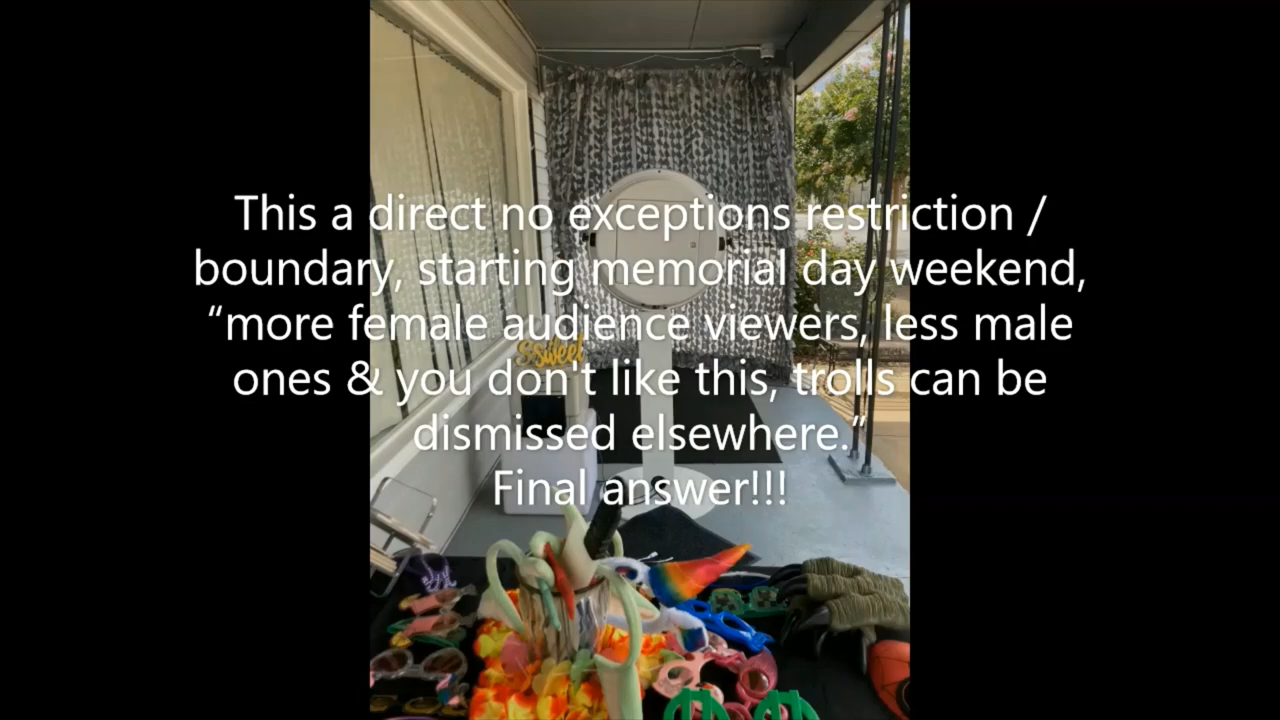 This a direct no exceptions restriction /
boundary, starting memorial day weekend,
“more female audience viewers, less male
ones & you don't like this, trolls can be
dismissed elsewhere.”
Final answer!!!